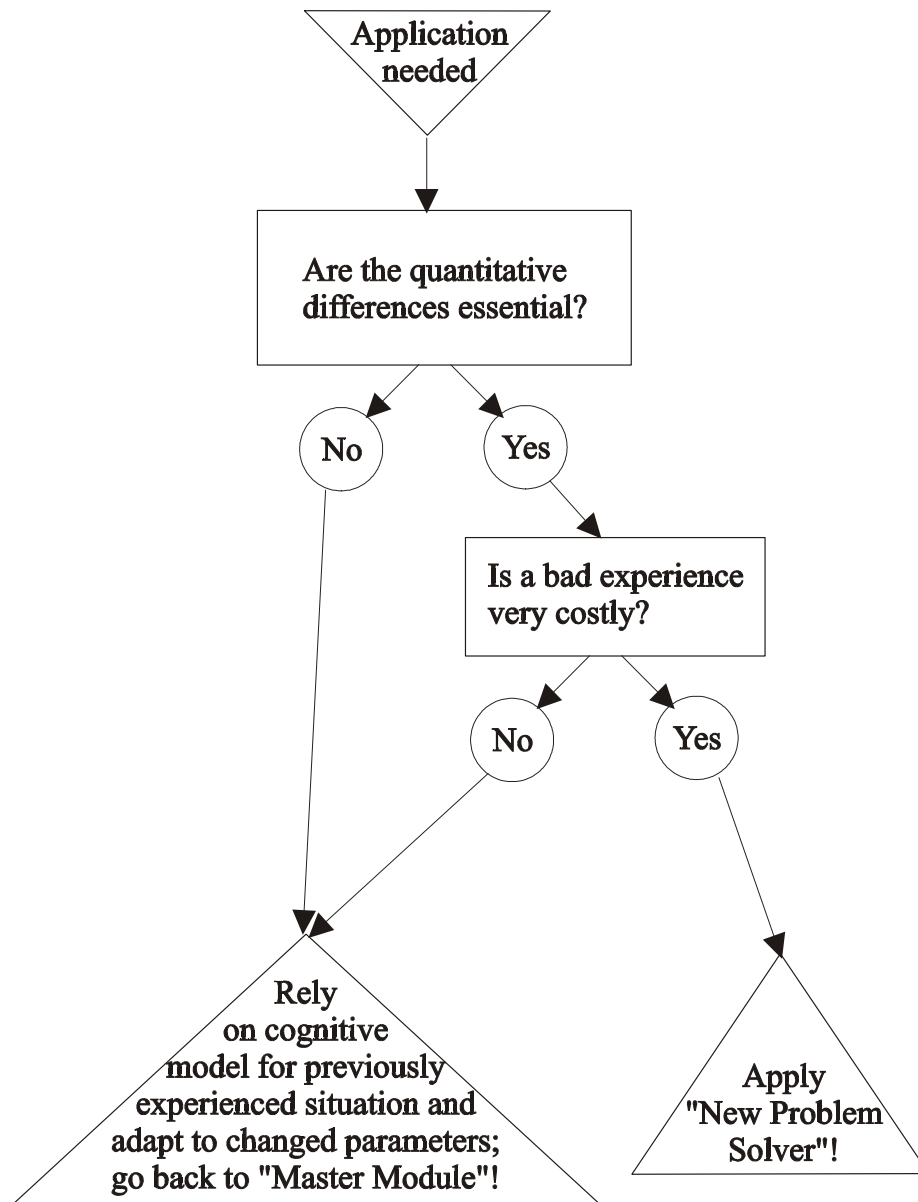 Application
needed
Are the quantitative
differences essential?
No
Yes
Is a bad experience
very costly?
No
Yes
Rely
on cognitive
model for previously
experienced situation and
adapt to changed parameters;
go back to "Master Module"!
Apply
"New Problem
Solver"!